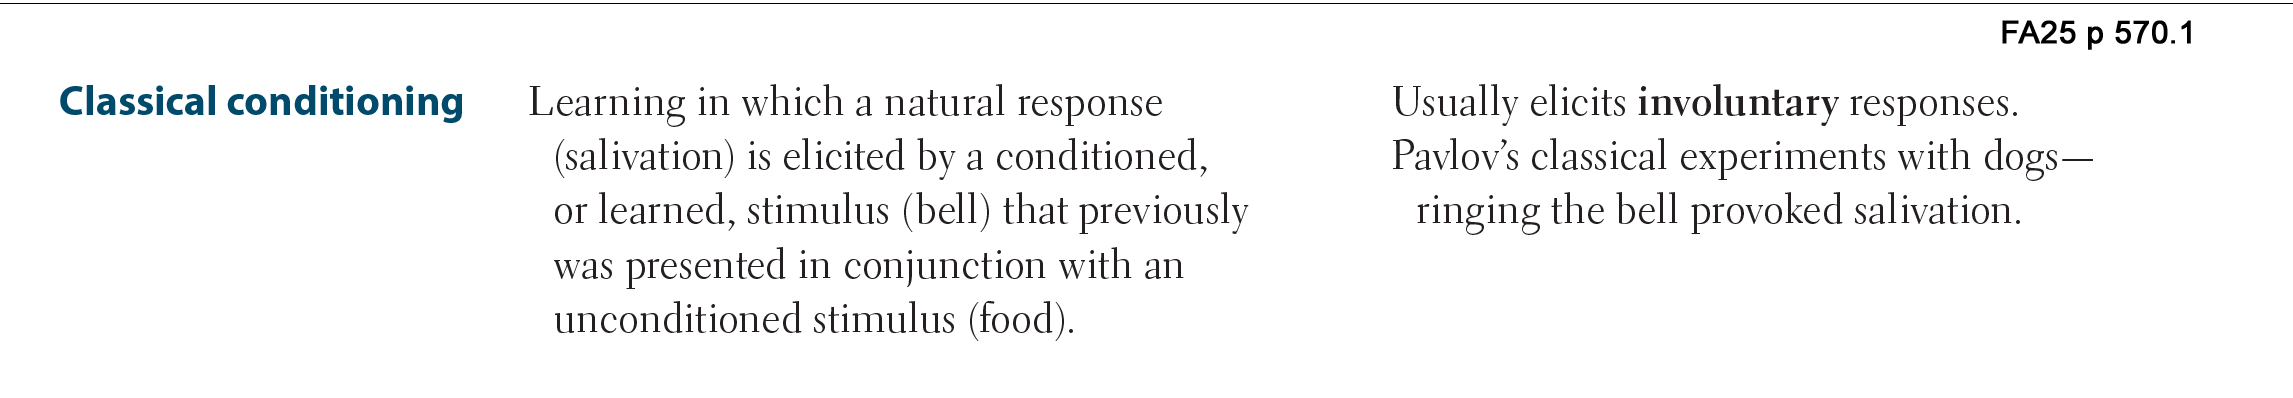 FA25 p 570.1
Classical conditioning
Learning in which a natural response
(salivation) is elicited by a conditioned,
or learned, stimulus (bell) that previously
was presented in conjunction with an
unconditioned stimulus (food).
Usually elicits involuntary responses.
Pavlov’s classical experiments with dogs—
ringing the bell provoked salivation.